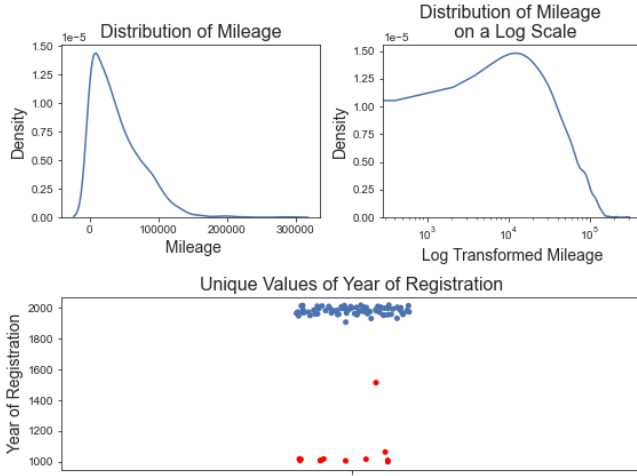 Distribution of Mileage
1e−5
1.50
1.25
1.00
0.75
0.50
0.25
0.00
Density
0
100000
200000
300000
Mileage
Distribution of Mileage
on a Log Scale
1e−5
1.50
1.25
1.00
0.75
0.50
0.25
0.00
Density
10³
10⁴
10⁵
Log Transformed Mileage
Unique Values of Year of Registration
2000
1800
1600
1400
1200
1000
Year of Registration